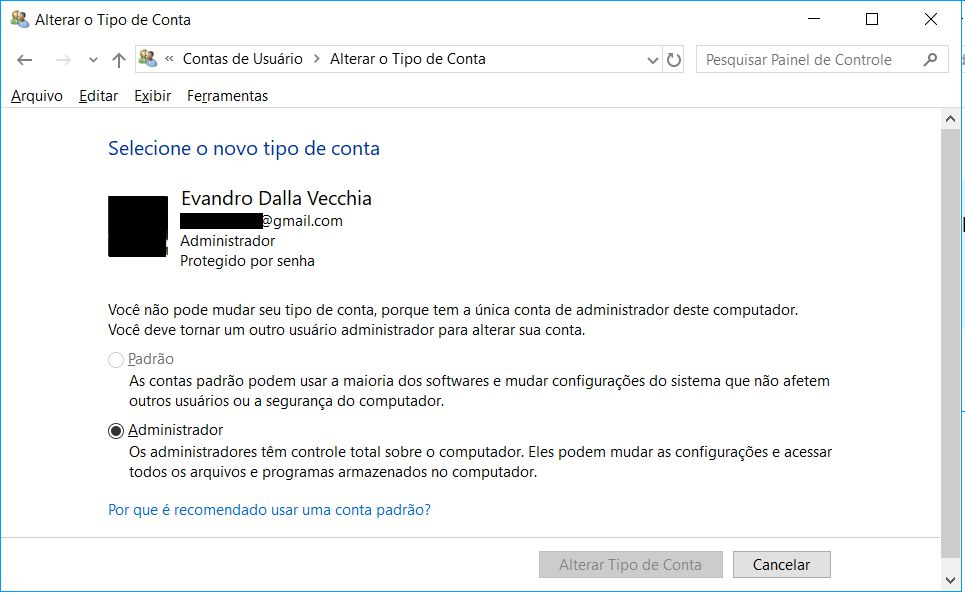 Alterar o Tipo de Conta
« Contas de Usuário > Alterar o Tipo de Conta
Pesquisar Painel de Controle
Arquivo Editar Exibir Ferramentas
Selecione o novo tipo de conta
Evandro Dalla Vecchia
@gmail.com
Administrador
Protegido por senha
Você não pode mudar seu tipo de conta, porque tem a única conta de administrador deste computador.
Você deve tornar um outro usuário administrador para alterar sua conta.
Padrão
As contas padrão podem usar a maioria dos softwares e mudar configurações do sistema que não afetem
outros usuários ou a segurança do computador.
Administrador
Os administradores têm controle total sobre o computador. Eles podem mudar as configurações e acessar
todos os arquivos e programas armazenados no computador.
Por que é recomendado usar uma conta padrão?
Alterar Tipo de Conta Cancelar